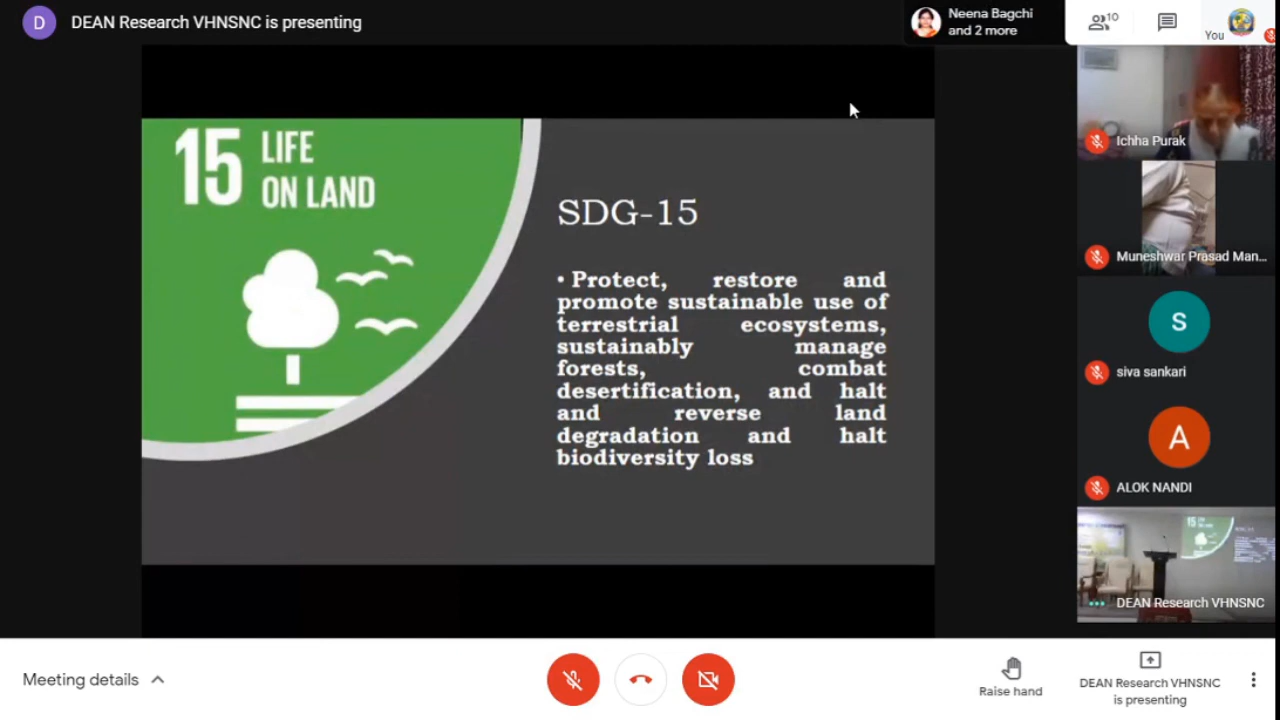 D
DEAN Research VHNSNC is presenting
Neena Bagchi
and 2 more
10
You
15 LIFE
ON LAND
SDG-15
• Protect, restore and
promote sustainable use of
terrestrial ecosystems,
sustainably manage
forests, combat
desertification, and halt
and reverse land
degradation and halt
biodiversity loss
Ichha Purak
Muneshwar Prasad Man...
S
siva sankari
A
ALOK NANDI
15
DEAN Research VHNSNC
Meeting details
Raise hand
DEAN Research VHNSNC
is presenting